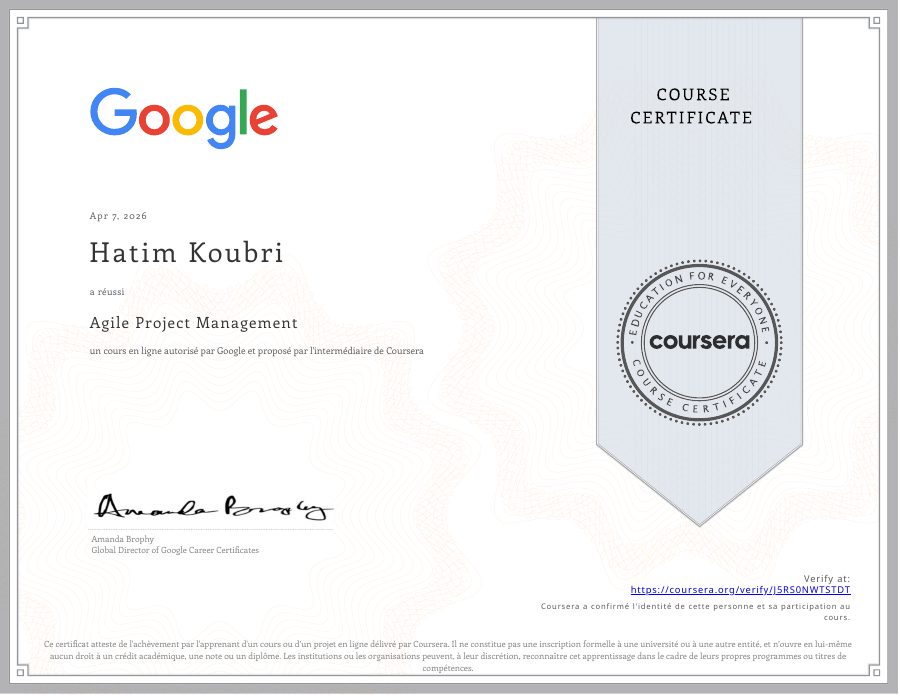 Google
COURSE
CERTIFICATE
Apr 7, 2026
Hatim Koubri
a réussi
Agile Project Management
un cours en ligne autorisé par Google et proposé par l'intermédiaire de Coursera
EDUCATION FOR EVERYONE
coursera
COURSE CERTIFICATE
Amanda Brophy
Amanda Brophy
Global Director of Google Career Certificates
Verify at:
https://coursera.org/verify/J5RS0NWTSTDT
Coursera a confirmé l'identité de cette personne et sa participation au
cours.
Ce certificat atteste de l'achèvement par l'apprenant d'un cours ou d'un projet en ligne délivré par Coursera. Il ne constitue pas une inscription formelle à une université ou à une autre entité, et n'ouvre en lui-même
aucun droit à un crédit académique, une note ou un diplôme. Les institutions ou les organisations peuvent, à leur discrétion, reconnaître cet apprentissage dans le cadre de leurs propres programmes ou titres de
compétences.